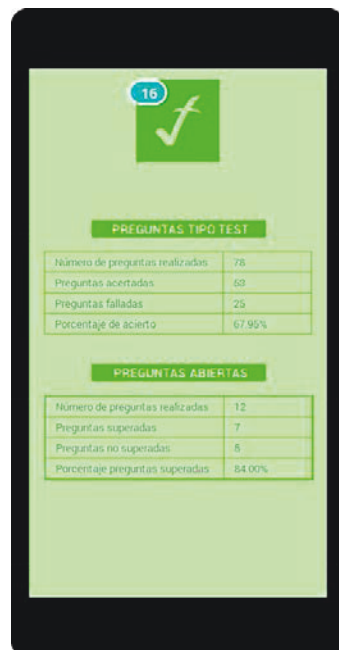 16
PREGUNTAS TIPO TEST
Número de preguntas realizadas 78
Preguntas acertadas 53
Preguntas falladas 25
Porcentaje de acierto 67.95%
PREGUNTAS ABIERTAS
Número de preguntas realizadas 12
Preguntas superadas 7
Preguntas no superadas 5
Porcentaje preguntas superadas 84.00%